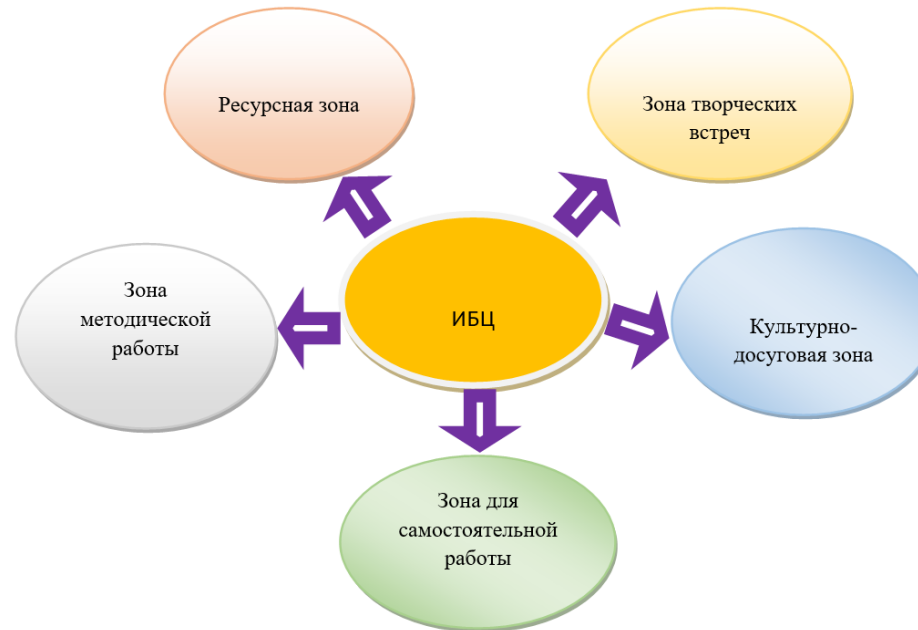 Ресурсная зона
Зона творческих
встреч
Зона
методической
работы
ИБЦ
Культурно-
досуговая зона
Зона для
самостоятельной
работы